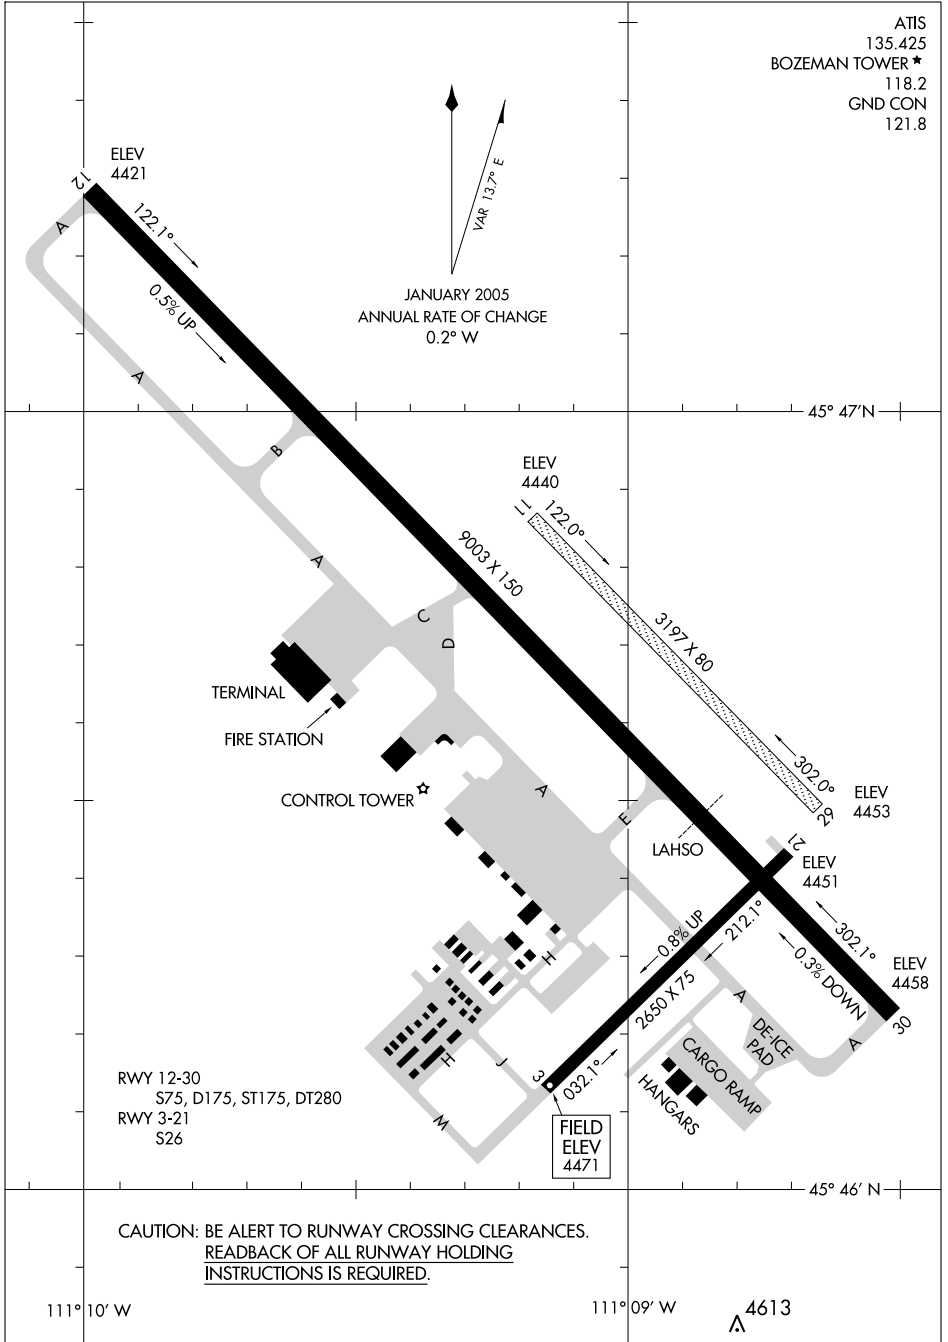 ATIS
135.425
BOZEMAN TOWER ★
118.2
GND CON
121.8
ELEV
4421
12
122.1°
0.5% UP
A
VAR 13.7° E
JANUARY 2005
ANNUAL RATE OF CHANGE
0.2° W
A
45° 47'N
B
ELEV
4440
11
122.0°
9003 X 150
A
3197 X 80
C
D
TERMINAL
FIRE STATION
CONTROL TOWER
A
E
302.0°
29
ELEV
4453
LAHSO
21
ELEV
4451
0.8% UP
212.1°
302.1°
0.3% DOWN
ELEV
4458
30
H
2650 X 75
A
A
DE-ICE
PAD
CARGO RAMP
HANGARS
H
J
3
032.1°
W
RWY 12-30
S75, D175, ST175, DT280
RWY 3-21
S26
FIELD
ELEV
4471
45° 46' N
CAUTION: BE ALERT TO RUNWAY CROSSING CLEARANCES.
READBACK OF ALL RUNWAY HOLDING
INSTRUCTIONS IS REQUIRED.
111° 10' W
111° 09' W
4613